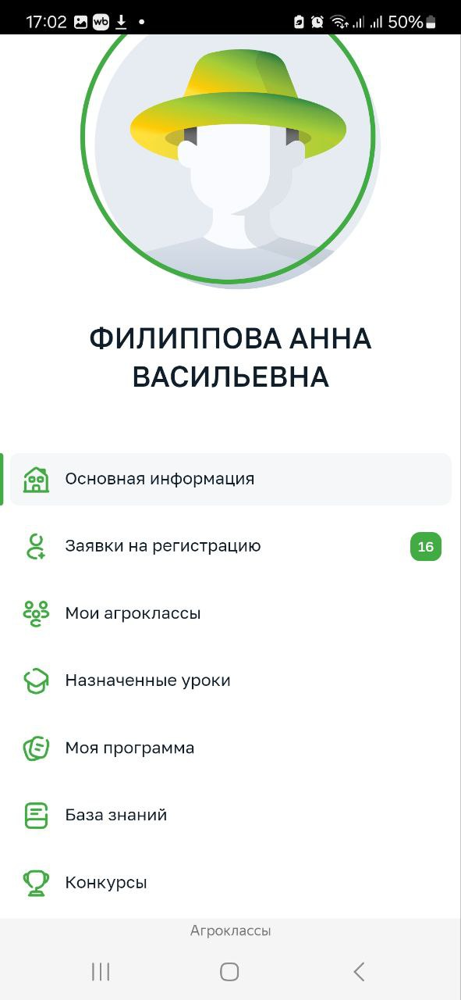 17:02 wb 50%
ФИЛИППОВА АННА
ВАСИЛЬЕВНА
Основная информация
Заявки на регистрацию 16
Мои агроклассы
Назначенные уроки
Моя программа
База знаний
Конкурсы
Агроклассы